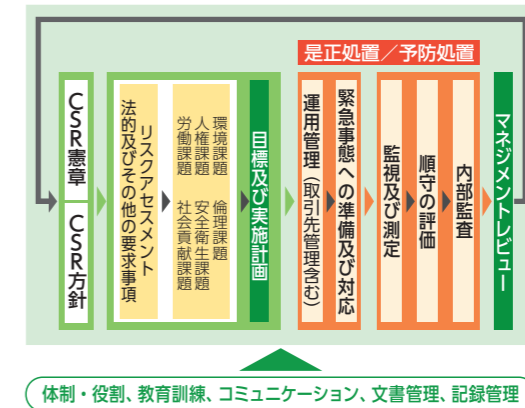 是正処置／予防処置
CSR憲章
CSR方針
法的及びその他の要求事項
リスクアセスメント
環境課題
人権課題
労働課題
倫理課題
安全衛生課題
社会貢献課題
目標及び実施計画
運用管理（取引先管理含む）
緊急事態への準備及び対応
監視及び測定
順守の評価
内部監査
マネジメントレビュー
体制・役割、教育訓練、コミュニケーション、文書管理、記録管理